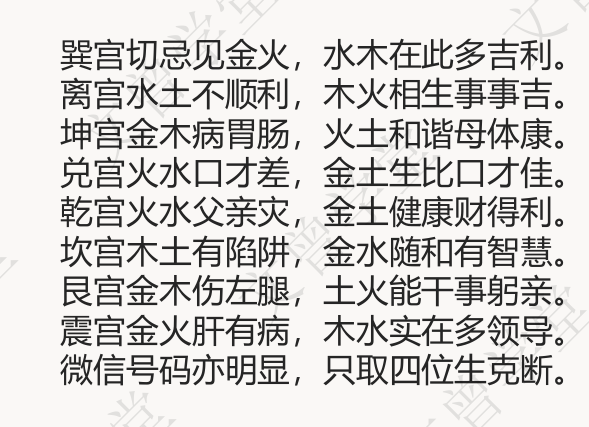 巽宫切忌见金火，水木在此多吉利。
离宫水土不顺利，木火相生事事吉。
坤宫金木病胃肠，火土和谐母体康。
兑宫火水口才差，金土生比口才佳。
乾宫火水父亲灾，金土健康财得利。
坎宫木土有陷阱，金水随和有智慧。
艮宫金木伤左腿，土火能干事躬亲。
震宫金火肝有病，木水实在多领导。
微信号码亦明显，只取四位生克断。